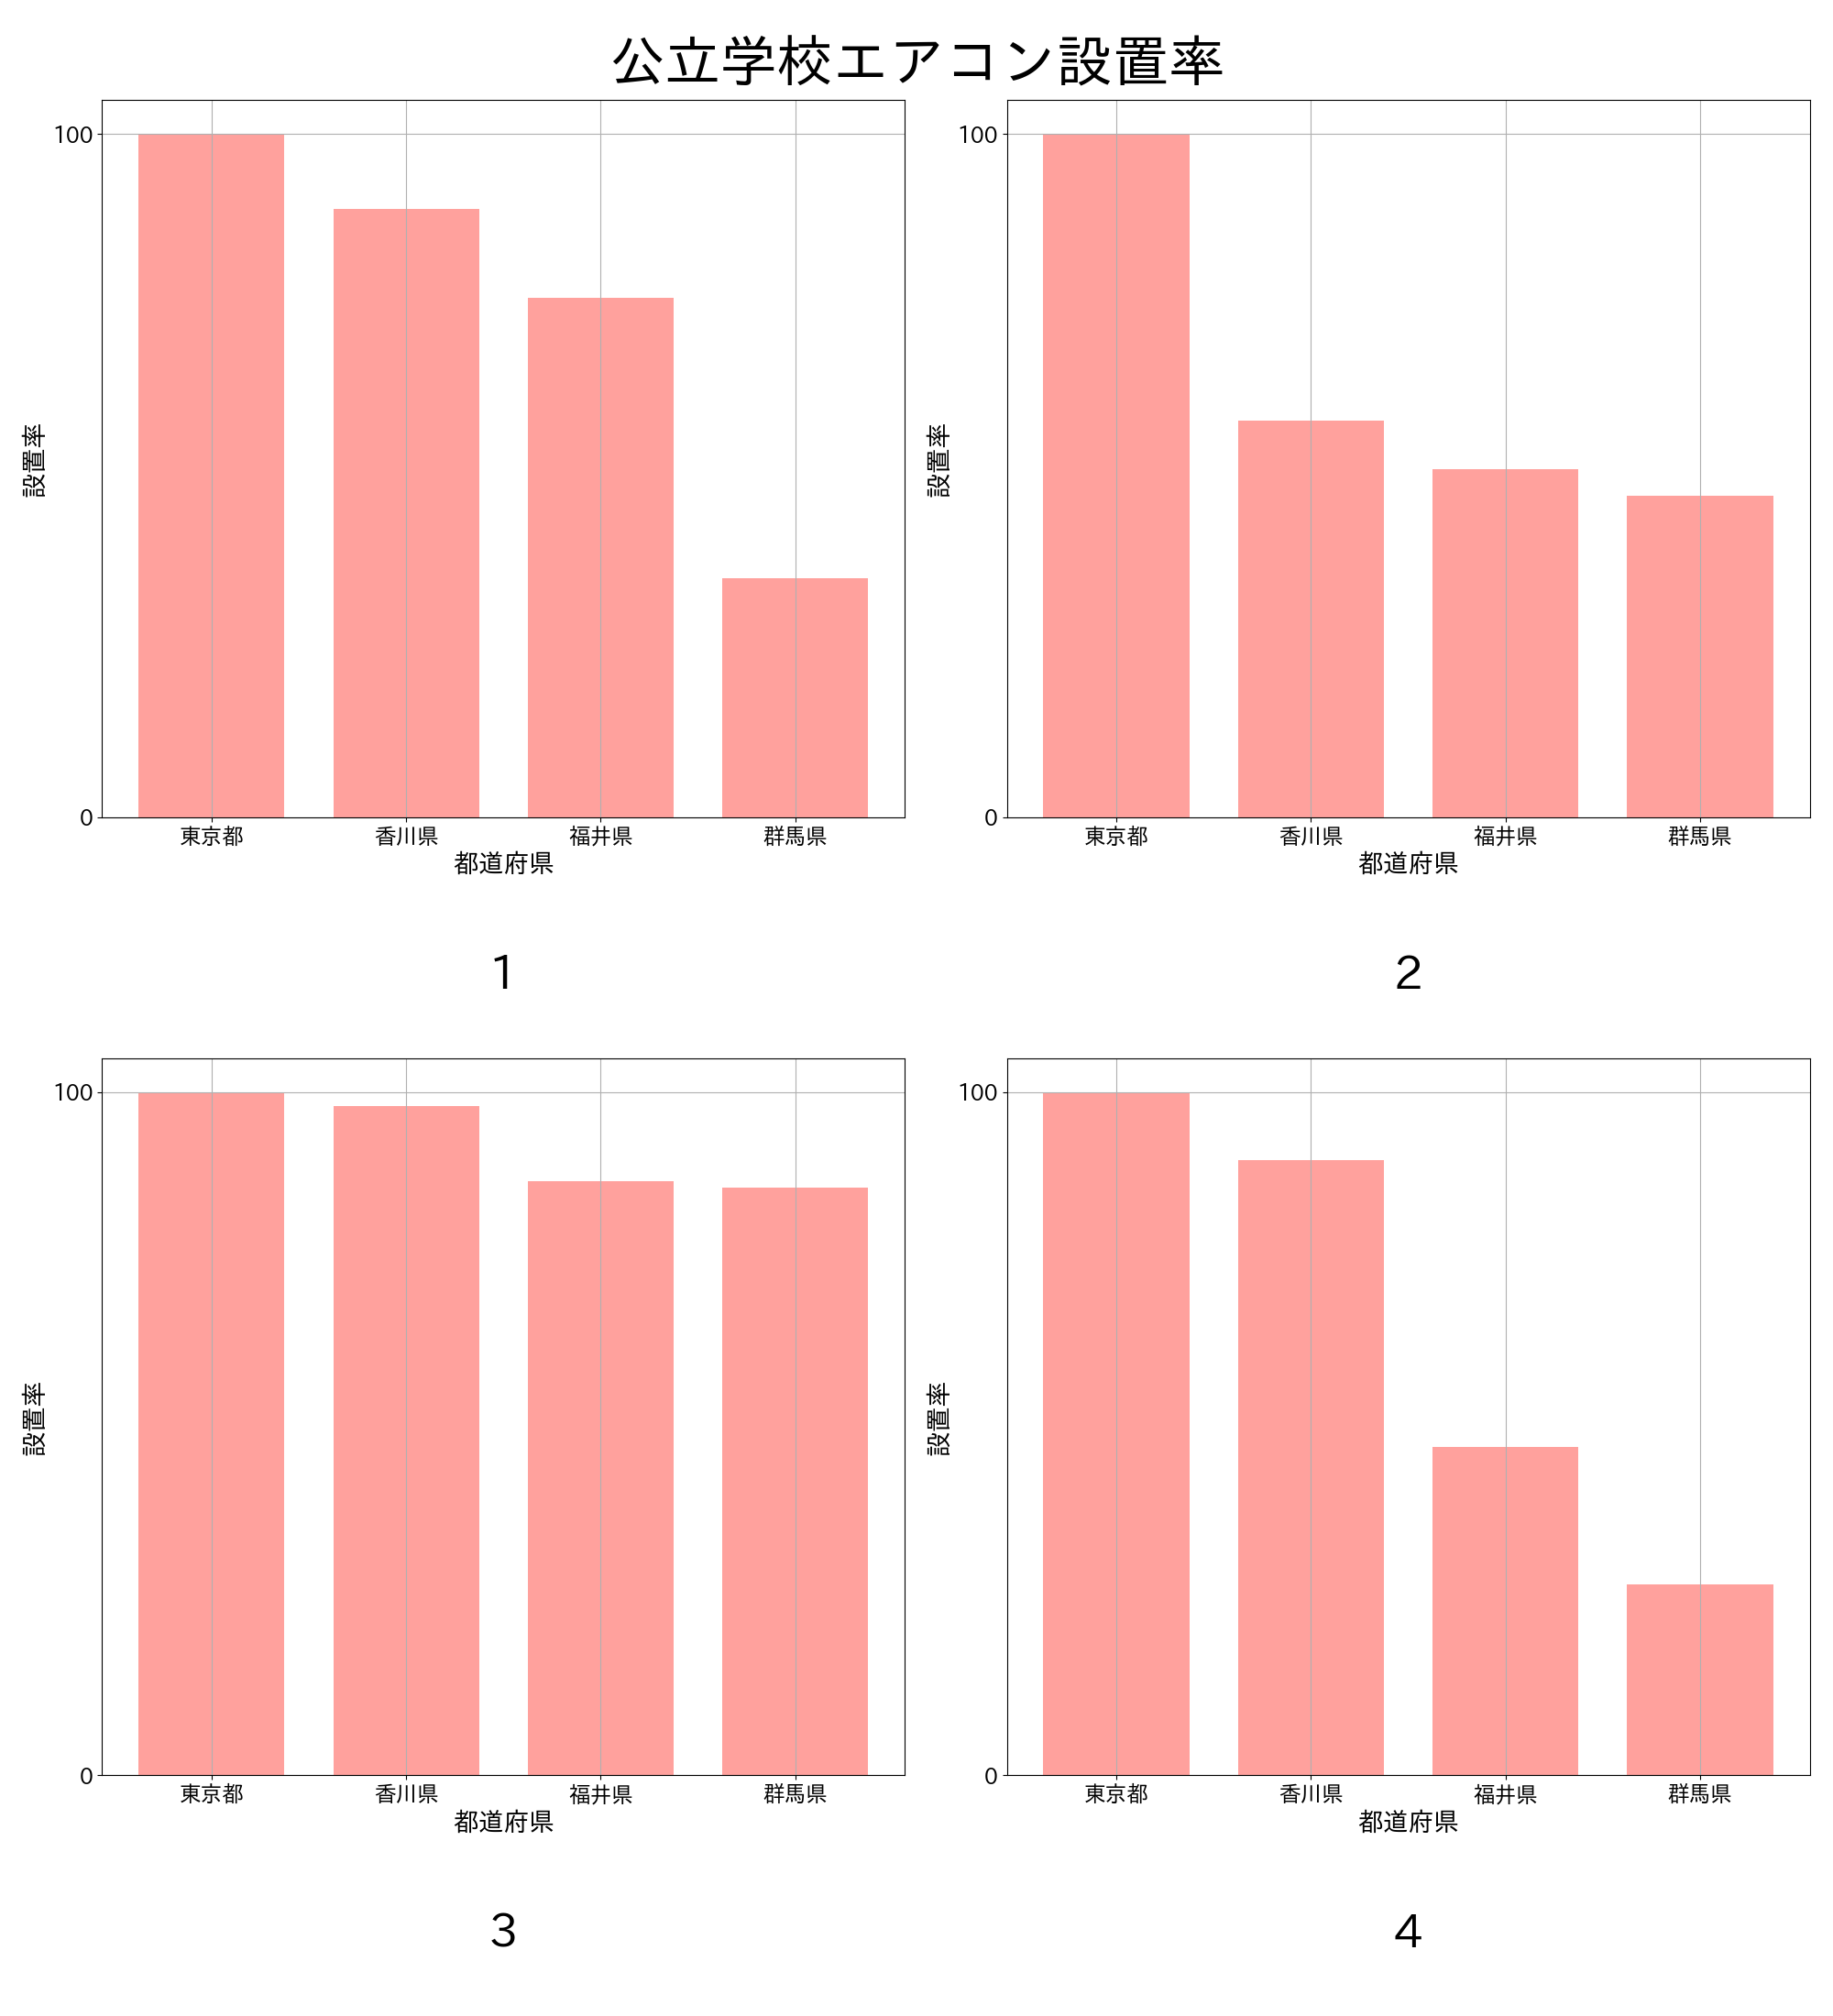 公立学校エアコン設置率
100
0
設置率
東京都 香川県 福井県 群馬県
都道府県
1
100
0
設置率
東京都 香川県 福井県 群馬県
都道府県
2
100
0
設置率
東京都 香川県 福井県 群馬県
都道府県
3
100
0
設置率
東京都 香川県 福井県 群馬県
都道府県
4